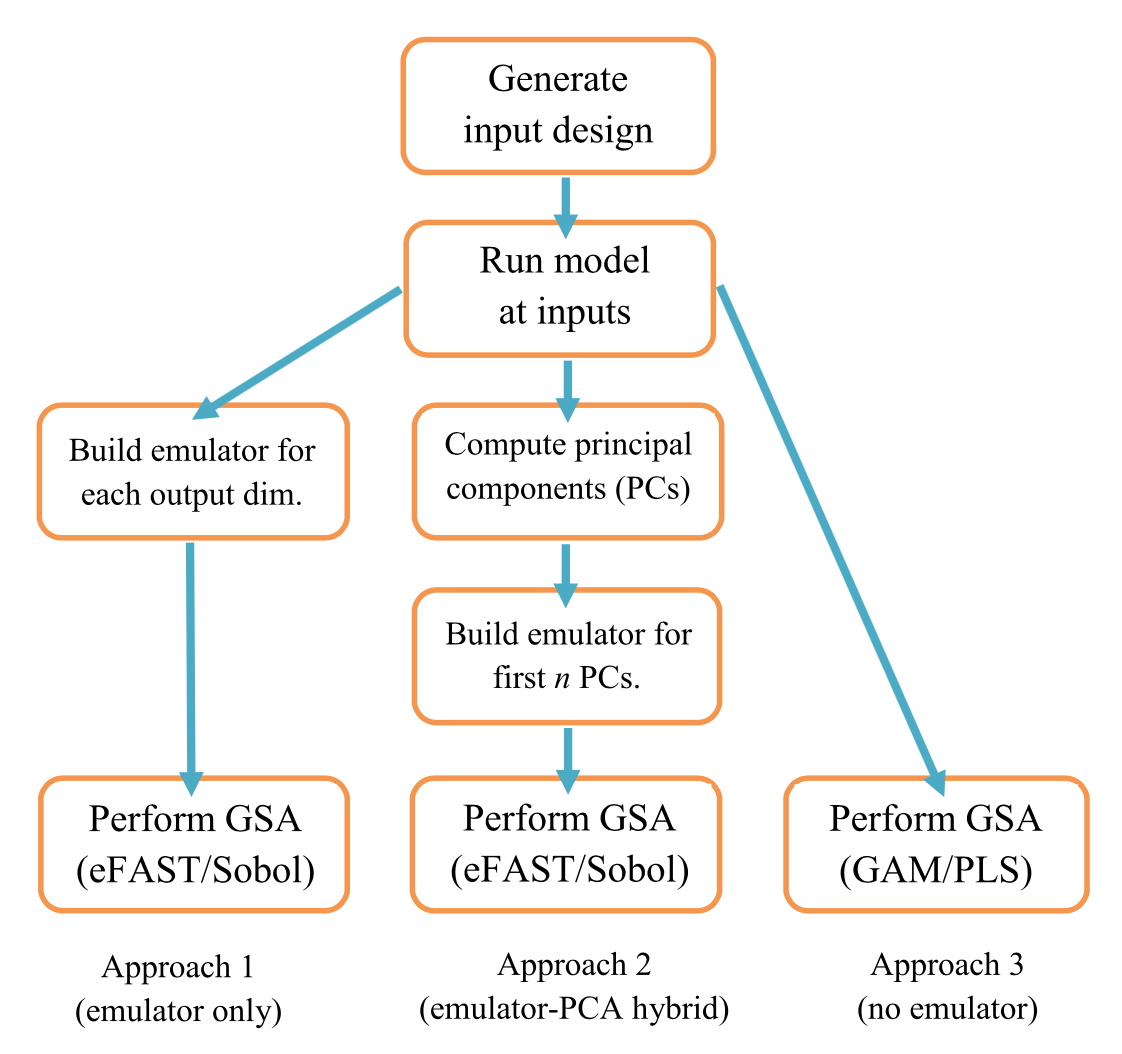 Generate
input design
Run model
at inputs
Build emulator for
each output dim.
Compute principal
components (PCs)
Build emulator for
first n PCs.
Perform GSA
(eFAST/Sobol)
Perform GSA
(eFAST/Sobol)
Perform GSA
(GAM/PLS)
Approach 1
(emulator only)
Approach 2
(emulator-PCA hybrid)
Approach 3
(no emulator)